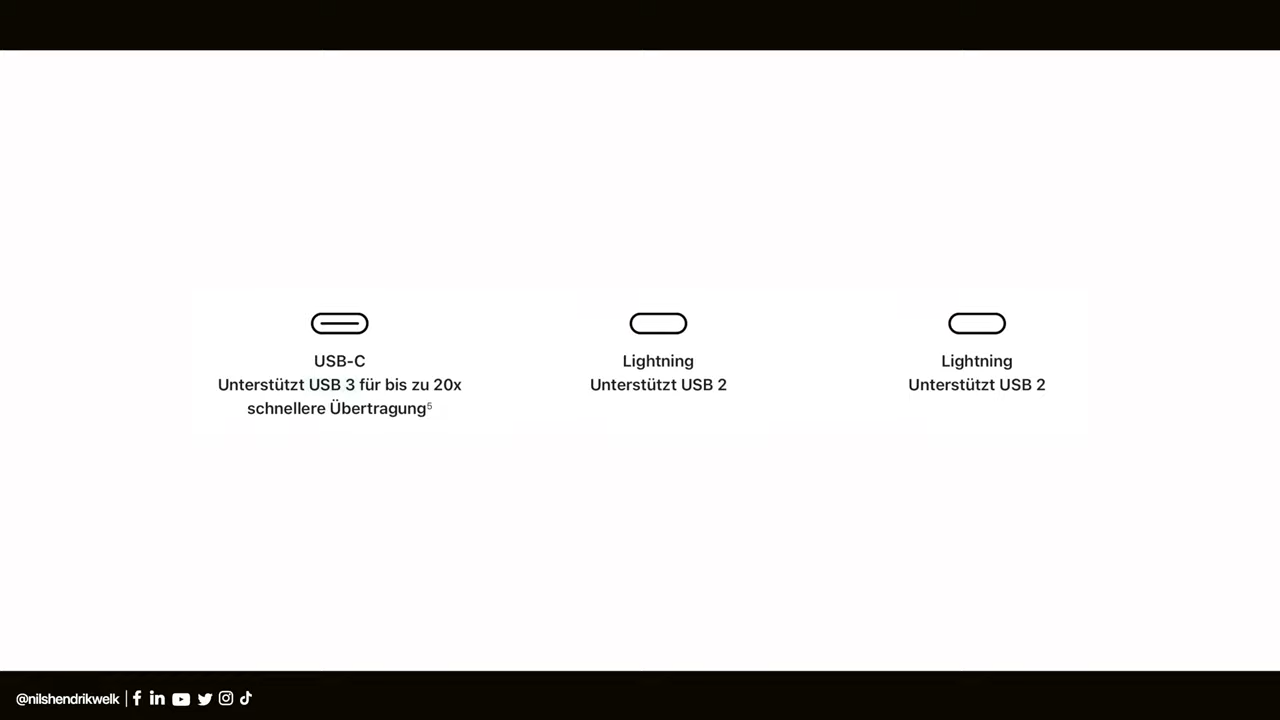 USB-C
Unterstützt USB 3 für bis zu 20x
schnellere Übertragung⁵
Lightning
Unterstützt USB 2
Lightning
Unterstützt USB 2
@nilshendrikwelk